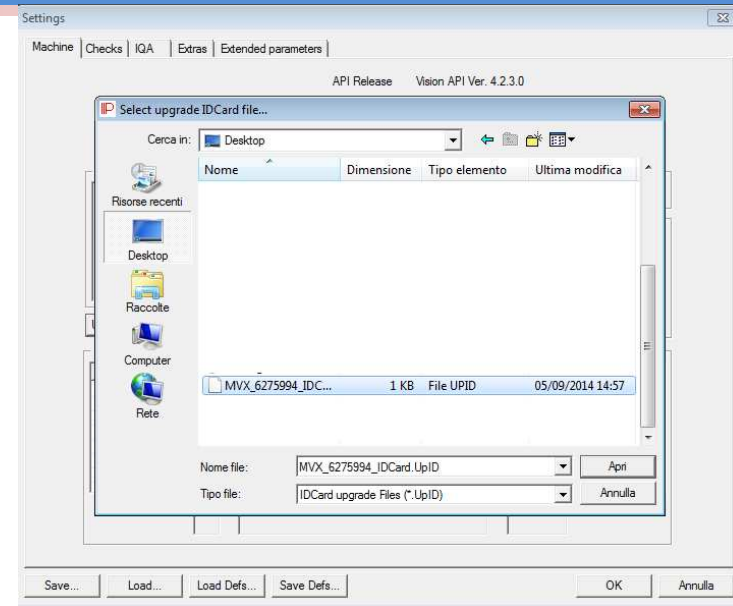 Settings
Machine Checks IQA Extras Extended parameters
API Release Vision API Ver. 4.2.3.0
Select upgrade IDCard file...
Cerca in: Desktop
Nome Dimensione Tipo elemento Ultima modifica
Risorse recenti
Desktop
Raccolte
Computer
MVX_6275994_IDC... 1 KB File UPID 05/09/2014 14:57
Rete
Nome file: MVX_6275994_IDCard.UpID Apri
Tipo file: IDCard upgrade Files (*.UpID) Annulla
Save... Load... Load Defs... Save Defs... OK Annulla